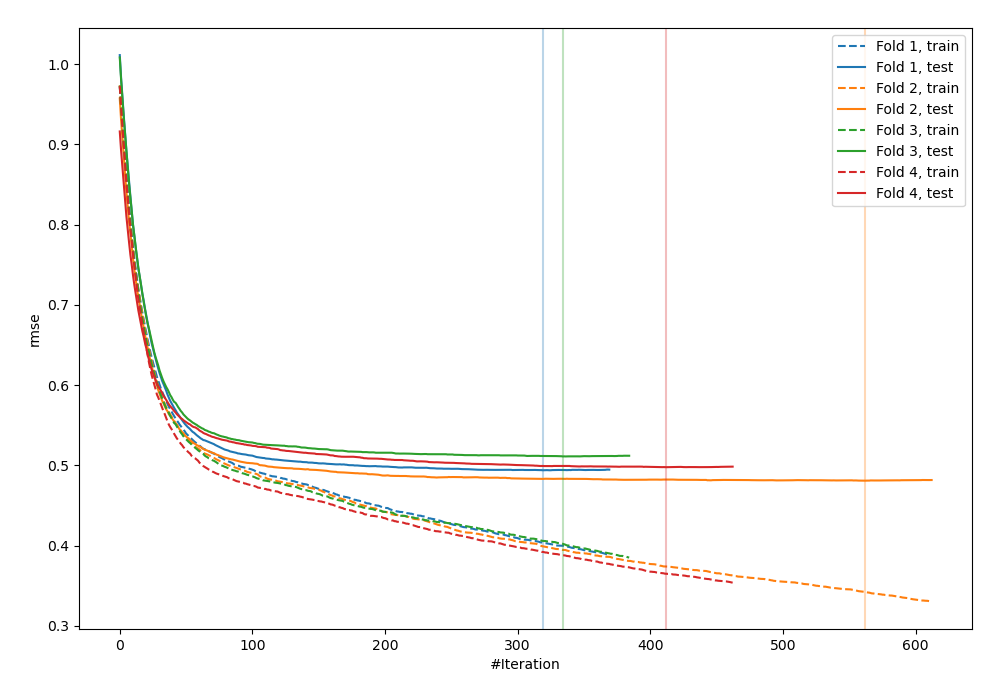 1.0
0.9
0.8
0.7
0.6
0.5
0.4
0.3
rmse
0 100 200 300 400 500 600
#Iteration
Fold 1, train
Fold 1, test
Fold 2, train
Fold 2, test
Fold 3, train
Fold 3, test
Fold 4, train
Fold 4, test